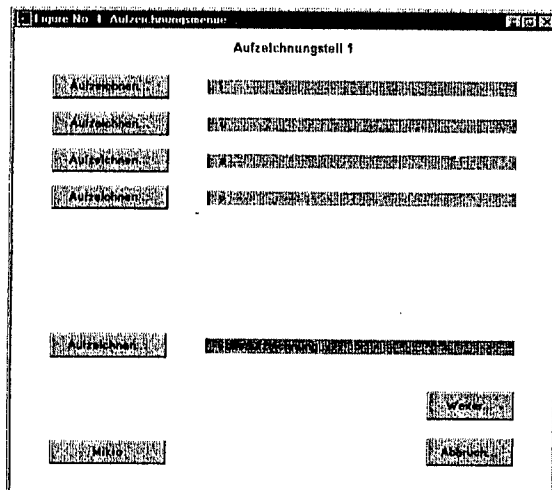 Figure No. 1 Aufzeichnungsmenue
Aufzeichnungsteil 1
Aufzeichnen...
Aufzeichnen...
Aufzeichnen...
Aufzeichnen...
Aufzeichnen...
Weiter...
Mikro
Abbruch...